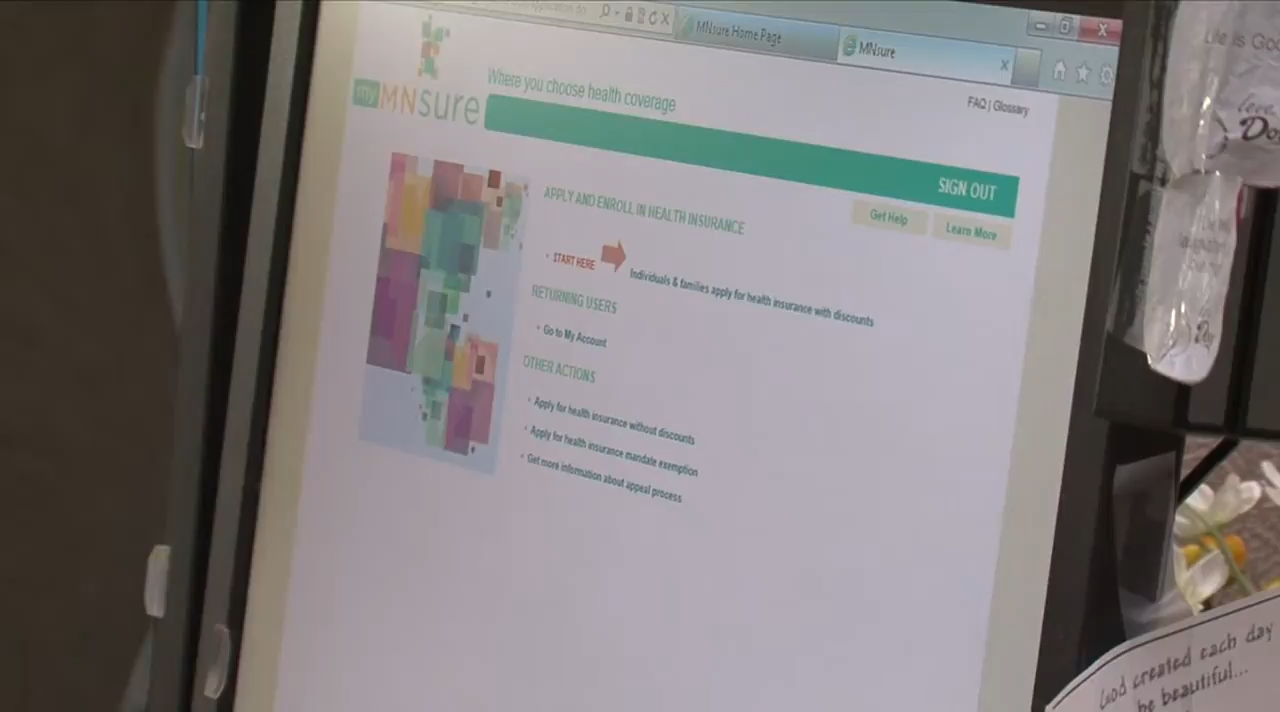 MNsure Home Page
MNsure
my MNsure
Where you choose health coverage
FAQ | Glossary
SIGN OUT
Get Help
Learn More
APPLY AND ENROLL IN HEALTH INSURANCE
START HERE
Individuals & families apply for health insurance with discounts
RETURNING USERS
Go to My Account
OTHER ACTIONS
Apply for health insurance without discounts
Apply for health insurance mandate exemption
Get more information about appeal process
Life is
love,
God created each day
be beautiful...